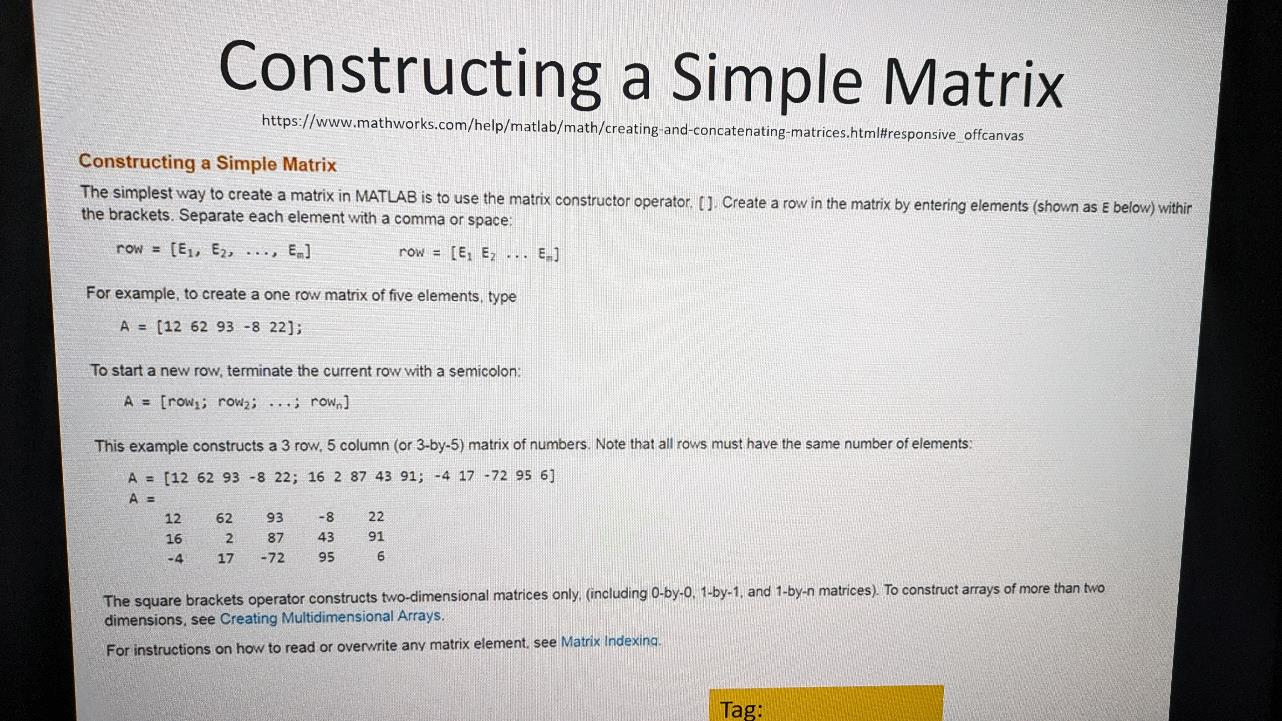 Constructing a Simple Matrix
https://www.mathworks.com/help/matlab/math/creating-and-concatenating-matrices.html#responsive_offcanvas
Constructing a Simple Matrix
The simplest way to create a matrix in MATLAB is to use the matrix constructor operator, []. Create a row in the matrix by entering elements (shown as E below) within
the brackets. Separate each element with a comma or space:
row = [E₁, E₂, ..., Eₘ] row = [E₁ E₂ ... Eₘ]
For example, to create a one row matrix of five elements, type
A = [12 62 93 -8 22];
To start a new row, terminate the current row with a semicolon:
A = [row₁; row₂; ...; rowₙ]
This example constructs a 3 row, 5 column (or 3-by-5) matrix of numbers. Note that all rows must have the same number of elements:
A = [12 62 93 -8 22; 16 2 87 43 91; -4 17 -72 95 6]
A =
12 62 93 -8 22
16 2 87 43 91
-4 17 -72 95 6
The square brackets operator constructs two-dimensional matrices only, (including 0-by-0, 1-by-1, and 1-by-n matrices). To construct arrays of more than two
dimensions, see Creating Multidimensional Arrays.
For instructions on how to read or overwrite any matrix element, see Matrix Indexing.
Tag: